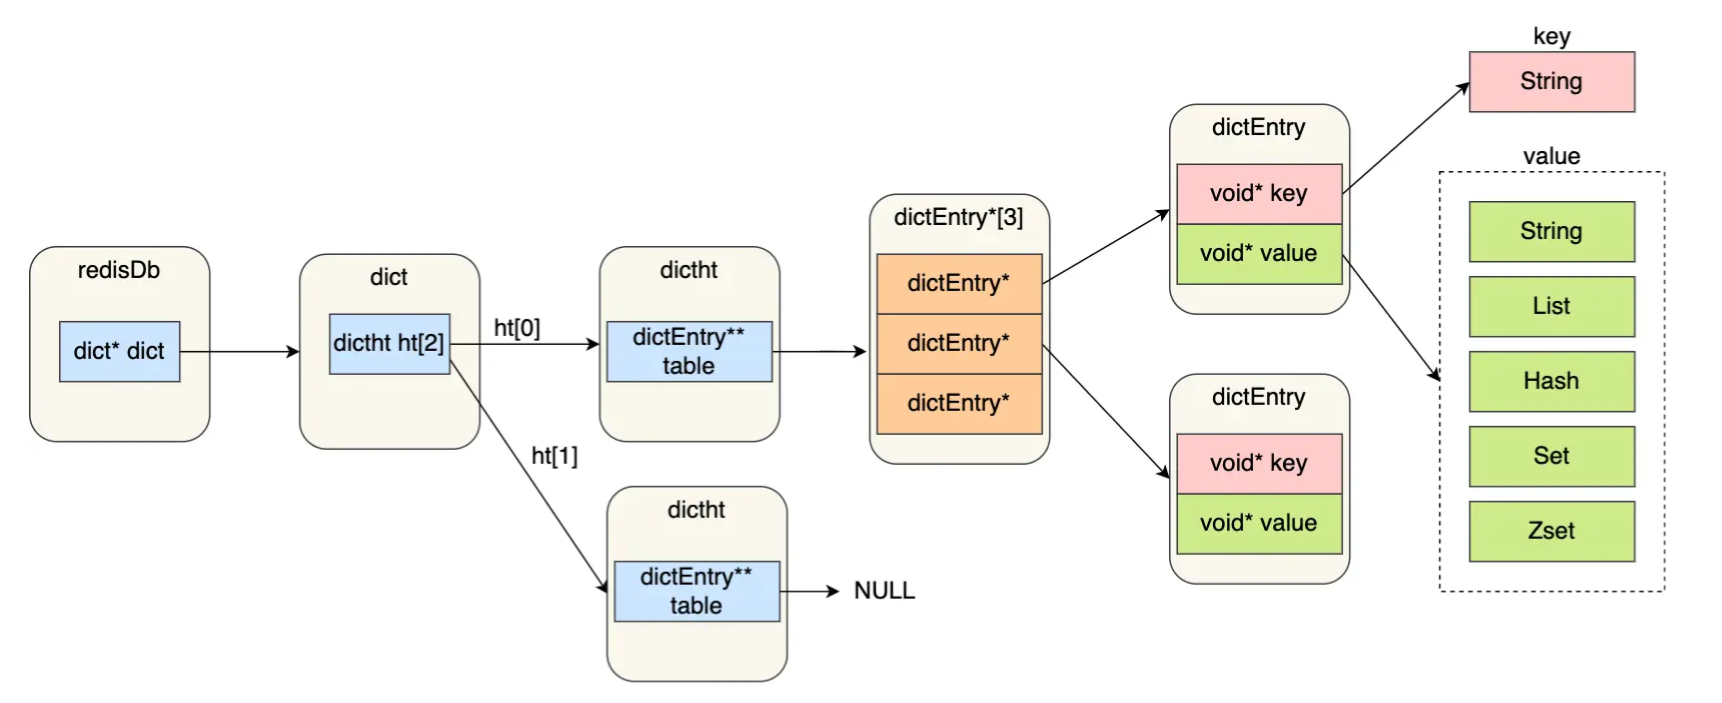 redisDb
dict* dict
dict
dictht ht[2]
ht[0]
ht[1]
dictht
dictEntry**
table
dictht
dictEntry**
table
NULL
dictEntry*[3]
dictEntry*
dictEntry*
dictEntry*
dictEntry
void* key
void* value
dictEntry
void* key
void* value
key
String
value
String
List
Hash
Set
Zset